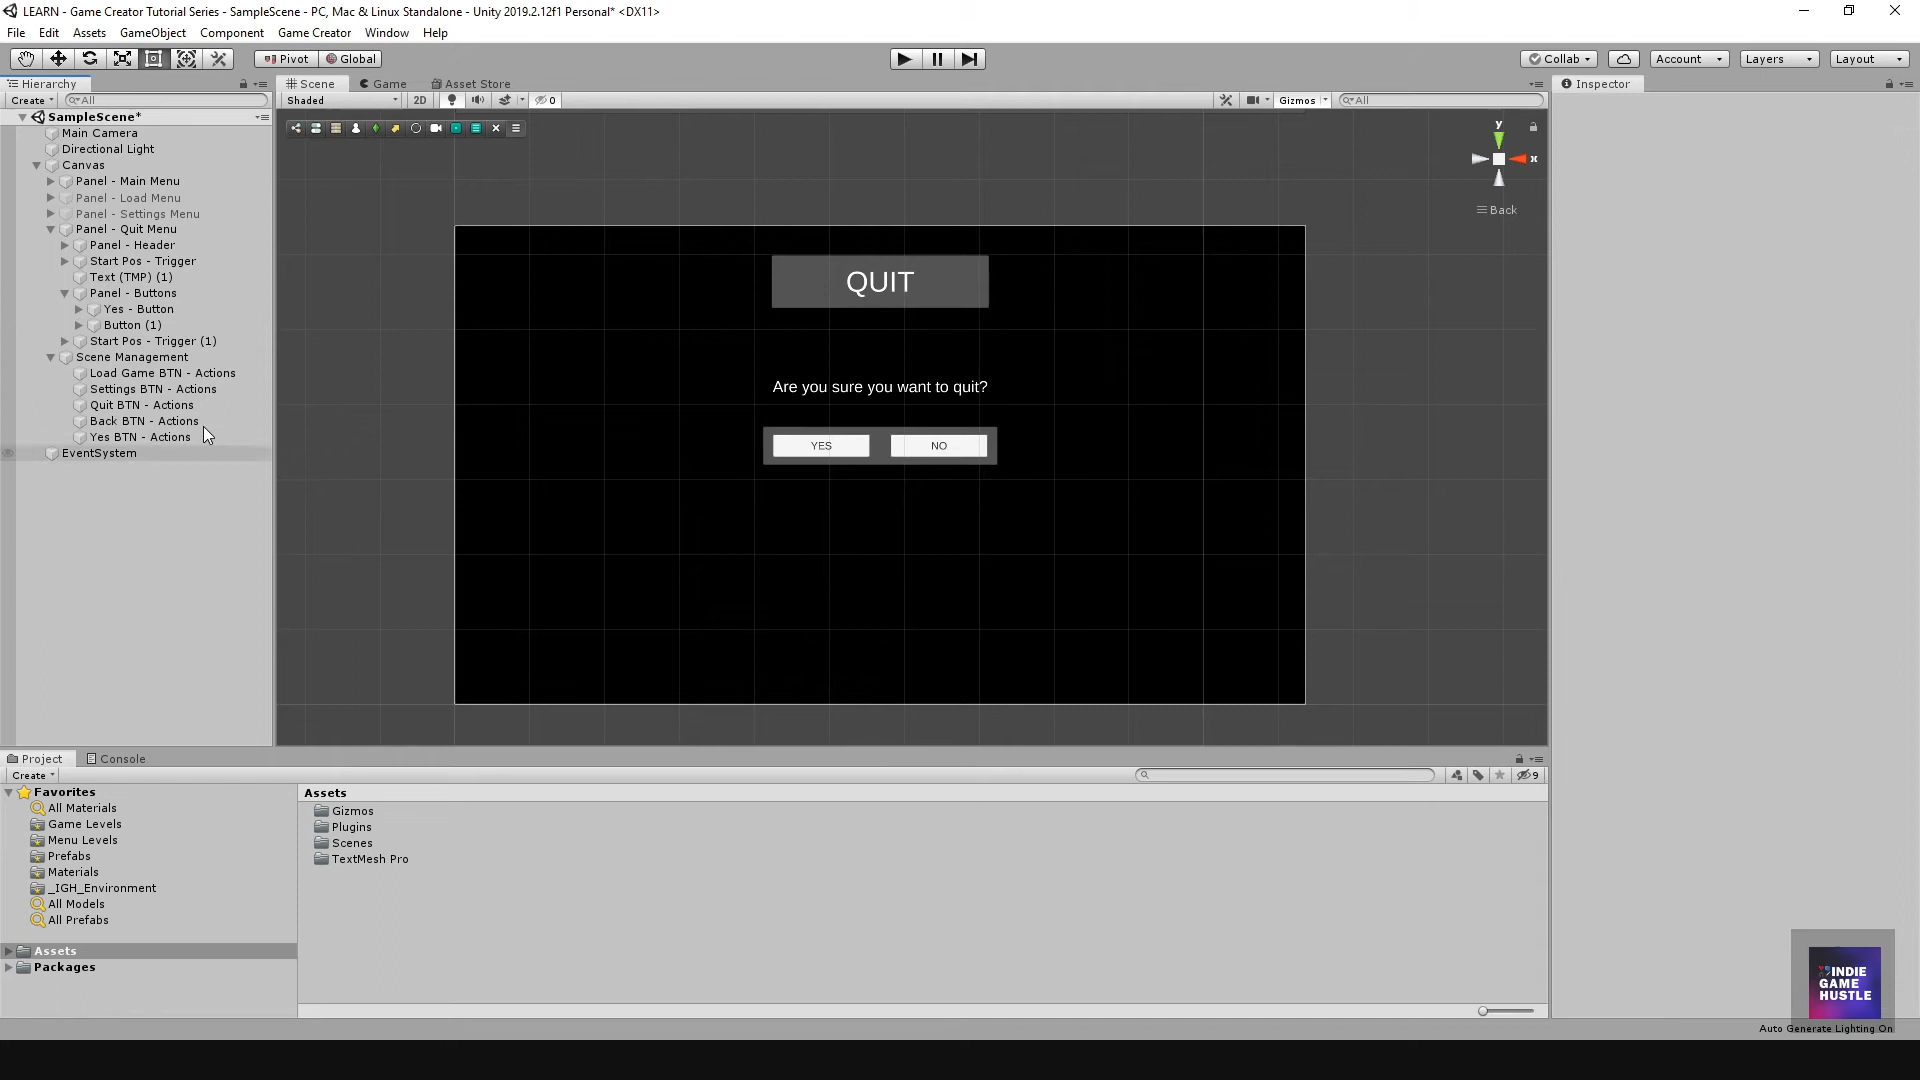 LEARN - Game Creator Tutorial Series - SampleScene - PC, Mac & Linux Standalone - Unity 2019.2.12f1 Personal* <DX11>
File Edit Assets GameObject Component Game Creator Window Help
Pivot Global Collab Account Layers Layout
Hierarchy
Create All
SampleScene*
Main Camera
Directional Light
Canvas
Panel - Main Menu
Panel - Load Menu
Panel - Settings Menu
Panel - Quit Menu
Panel - Header
Start Pos - Trigger
Text (TMP) (1)
Panel - Buttons
Yes - Button
Button (1)
Start Pos - Trigger (1)
Scene Management
Load Game BTN - Actions
Settings BTN - Actions
Quit BTN - Actions
Back BTN - Actions
Yes BTN - Actions
EventSystem
Scene Game Asset Store
Shaded 2D 0 Gizmos All
y
x
Back
QUIT
Are you sure you want to quit?
YES NO
Inspector
Project Console
Create
9
Favorites
All Materials
Game Levels
Menu Levels
Prefabs
Materials
_IGH_Environment
All Models
All Prefabs
Assets
Packages
Assets
Gizmos
Plugins
Scenes
TextMesh Pro
INDIE
GAME
HUSTLE
Auto Generate Lighting On